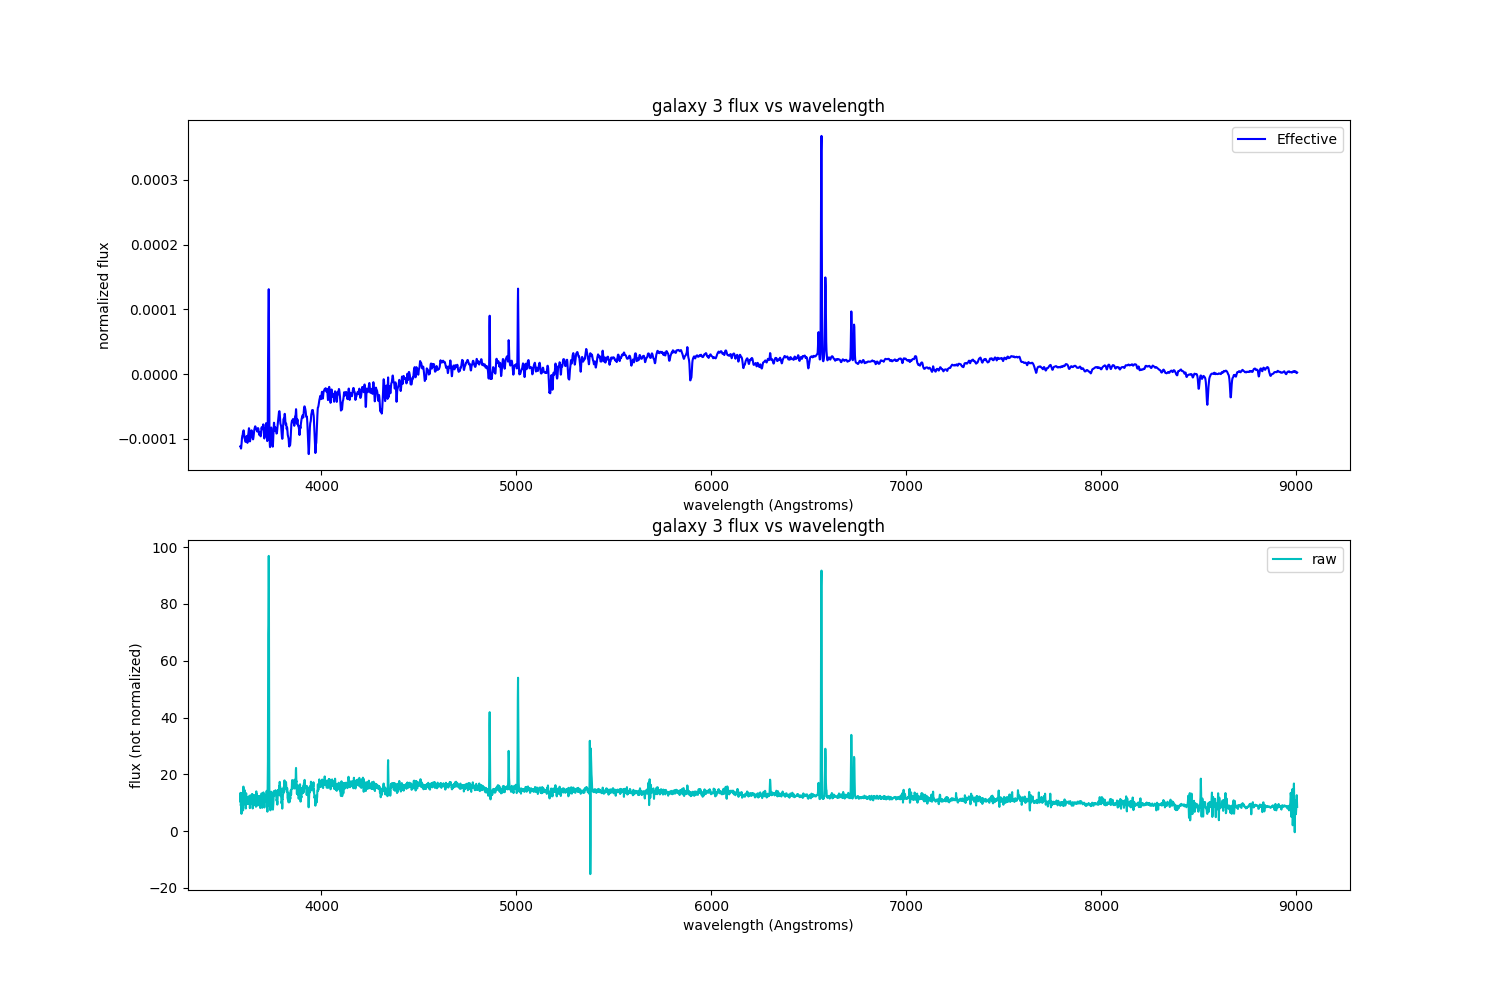 galaxy 3 flux vs wavelength
Effective
normalized flux
0.0003
0.0002
0.0001
0.0000
−0.0001
4000 5000 6000 7000 8000 9000
wavelength (Angstroms)
galaxy 3 flux vs wavelength
raw
flux (not normalized)
100
80
60
40
20
0
−20
4000 5000 6000 7000 8000 9000
wavelength (Angstroms)